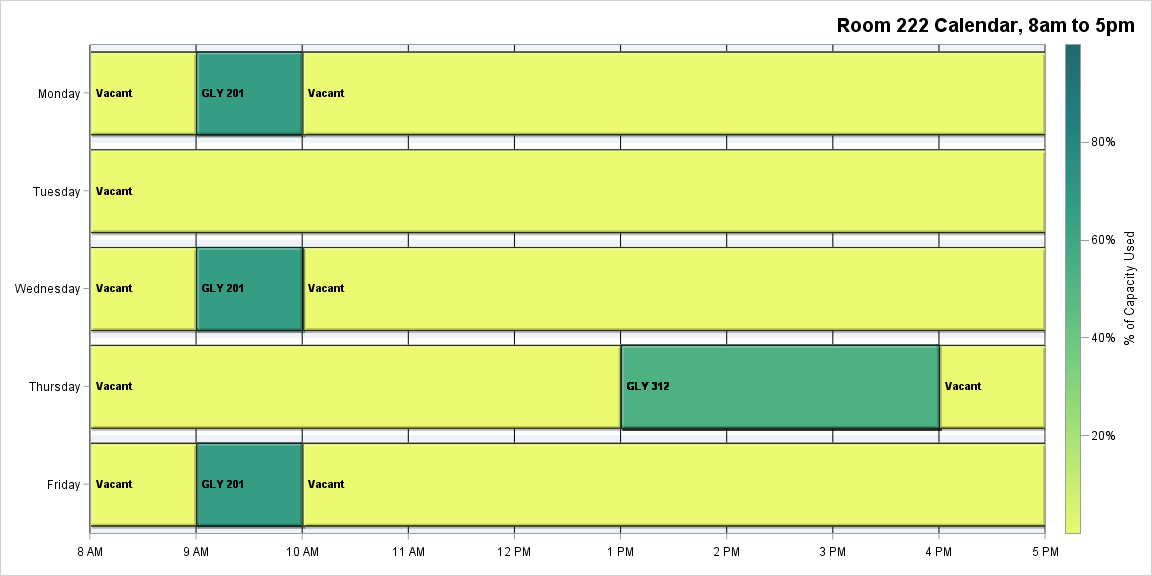 Room 222 Calendar, 8am to 5pm
Monday
Vacant
GLY 201
Vacant
Tuesday
Vacant
Wednesday
Vacant
GLY 201
Vacant
Thursday
Vacant
GLY 312
Vacant
Friday
Vacant
GLY 201
Vacant
8 AM
9 AM
10 AM
11 AM
12 PM
1 PM
2 PM
3 PM
4 PM
5 PM
80%
60%
40%
20%
% of Capacity Used